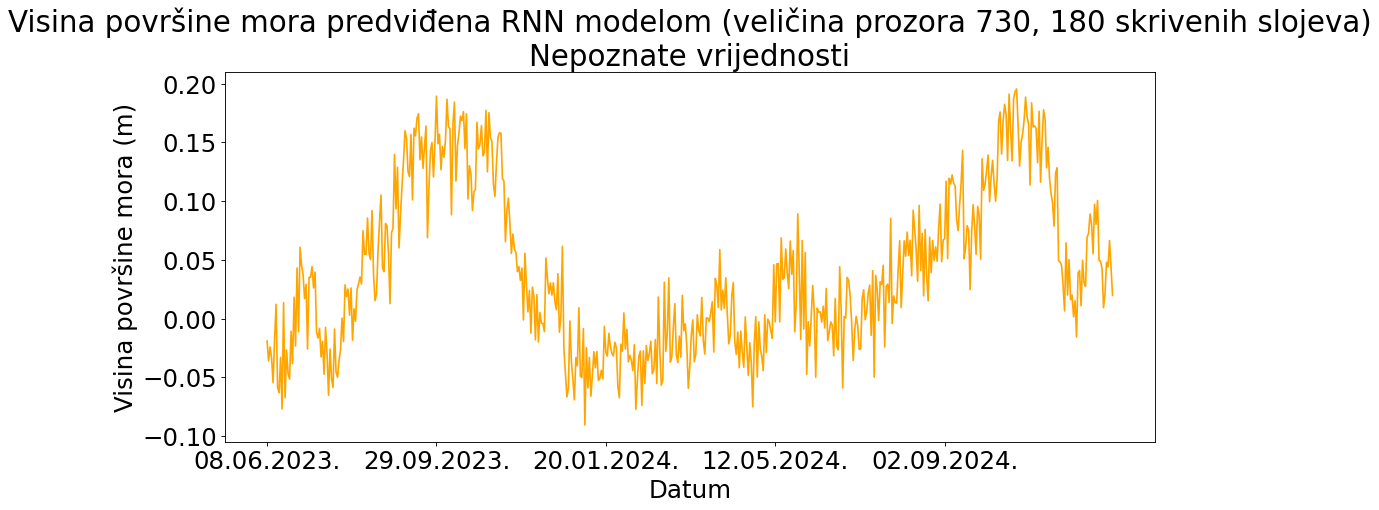 Visina površine mora predviđena RNN modelom (veličina prozora 730, 180 skrivenih slojeva)
Nepoznate vrijednosti
Visina površine mora (m)
0.20
0.15
0.10
0.05
0.00
−0.05
−0.10
08.06.2023. 29.09.2023. 20.01.2024. 12.05.2024. 02.09.2024.
Datum